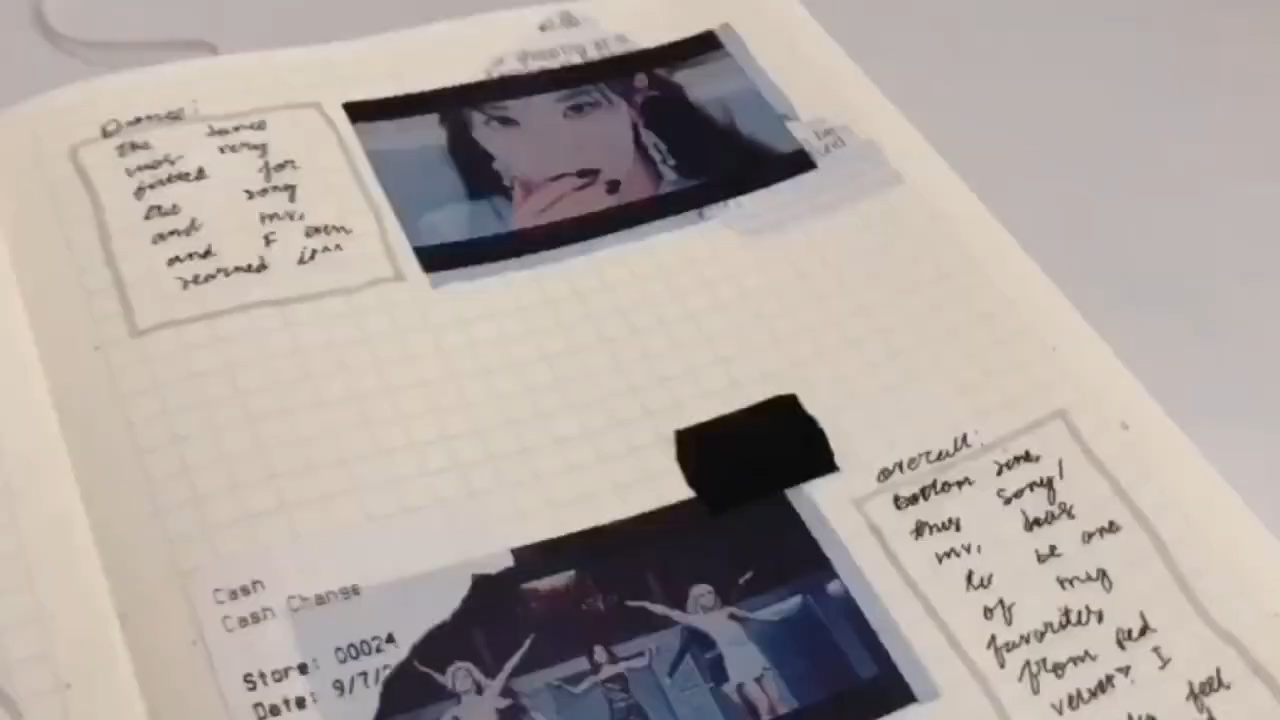 Dance:
the dance
was very
for
the song
and mv,
and I even
learned it^^
Cash
Cash Change
Store: 00024
Date: 9/7/2
overall:
Bottom line,
this song/
mv, has
to be one
of my
favorites
from Red
velvet♡. I
feel